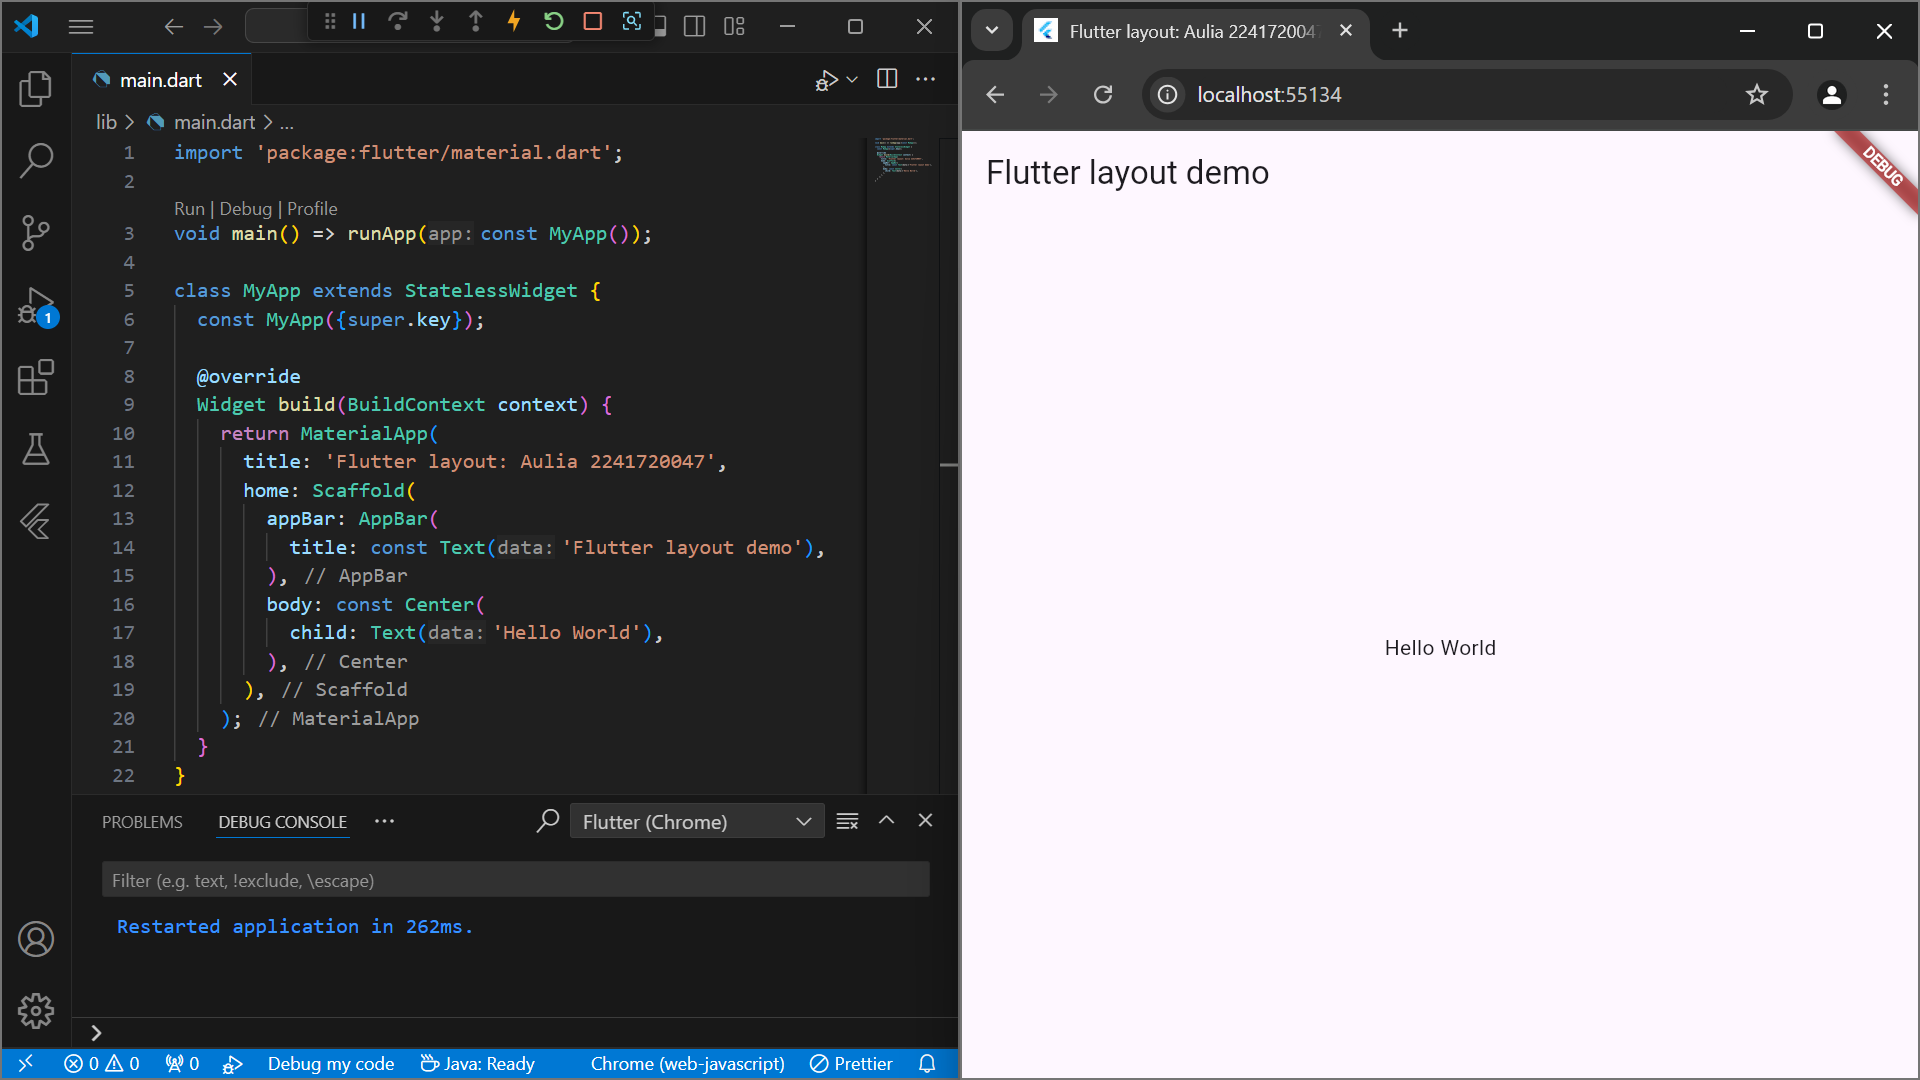 main.dart
lib > main.dart > ...
1 import 'package:flutter/material.dart';
2
Run | Debug | Profile
3 void main() => runApp(app: const MyApp());
4
5 class MyApp extends StatelessWidget {
6 const MyApp({super.key});
7
8 @override
9 Widget build(BuildContext context) {
10 return MaterialApp(
11 title: 'Flutter layout: Aulia 2241720047',
12 home: Scaffold(
13 appBar: AppBar(
14 title: const Text(data: 'Flutter layout demo'),
15 ), // AppBar
16 body: const Center(
17 child: Text(data: 'Hello World'),
18 ), // Center
19 ), // Scaffold
20 ); // MaterialApp
21 }
22 }
1
PROBLEMS DEBUG CONSOLE ... Flutter (Chrome)
Filter (e.g. text, !exclude, \escape)
Restarted application in 262ms.
>
0 0 0 Debug my code Java: Ready Chrome (web-javascript) Prettier
Flutter layout: Aulia 2241720047
localhost:55134
Flutter layout demo
DEBUG
Hello World